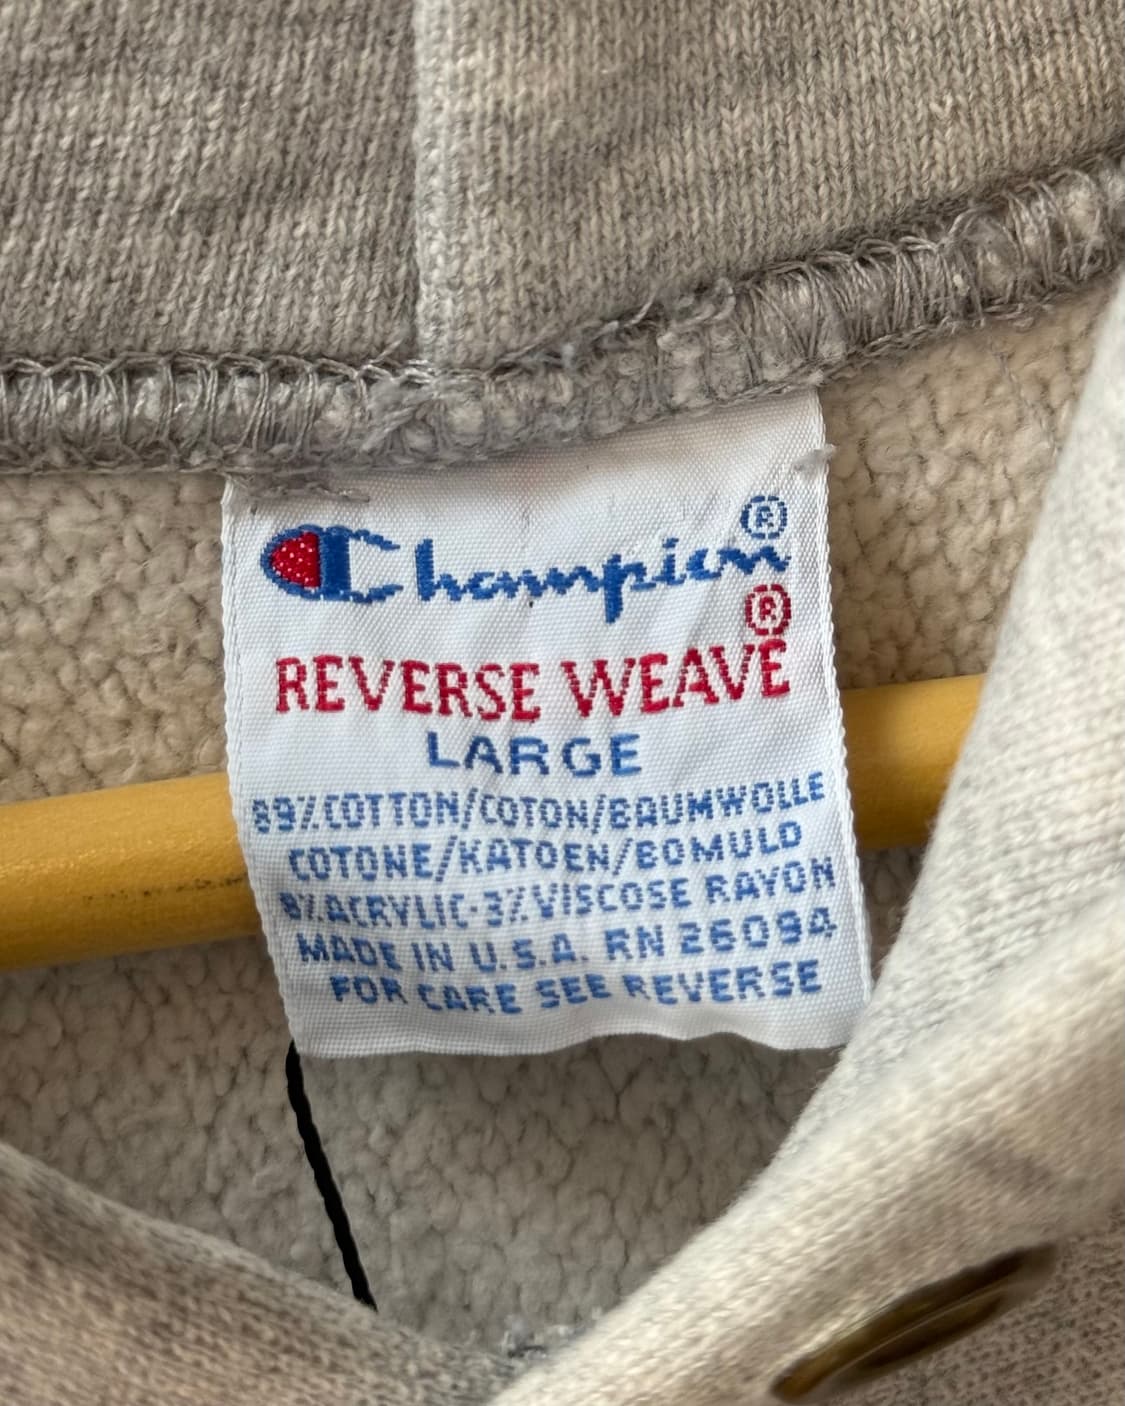 Champion®
®
REVERSE WEAVE
LARGE
89%COTTON/COTON/BAUMWOLLE
COTONE/KATOEN/BOMULD
8%ACRYLIC-3%VISCOSE RAYON
MADE IN U.S.A. RN 26094
FOR CARE SEE REVERSE